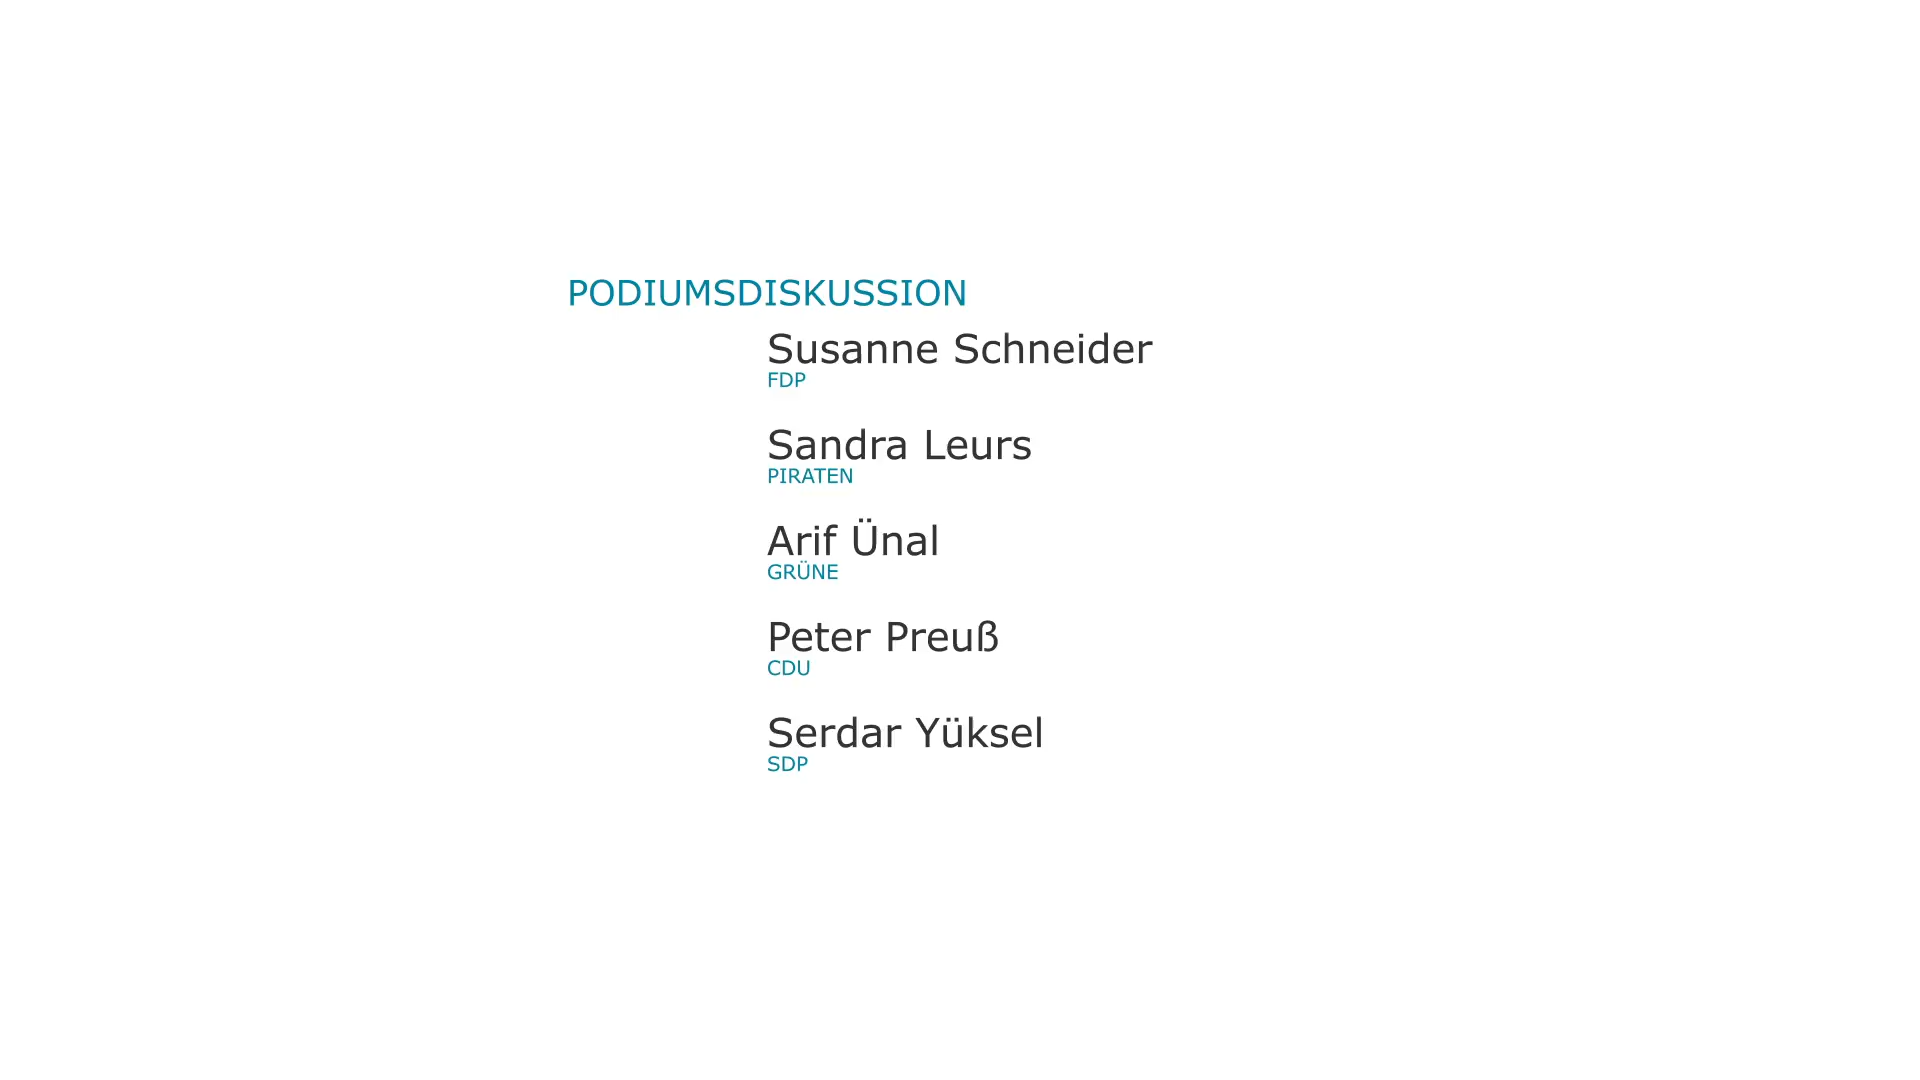 PODIUMSDISKUSSION
Susanne Schneider
FDP
Sandra Leurs
PIRATEN
Arif Ünal
GRÜNE
Peter Preuß
CDU
Serdar Yüksel
SDP